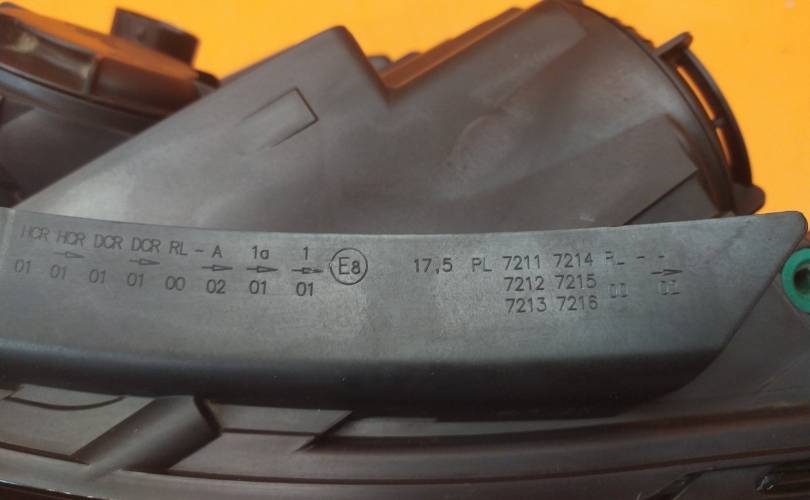 HCR HCR DCR DCR RL - A 1a 1
01 01 01 01 00 02 01 01
E8
17,5 PL 7211 7214 RL - -
7212 7215
7213 7216